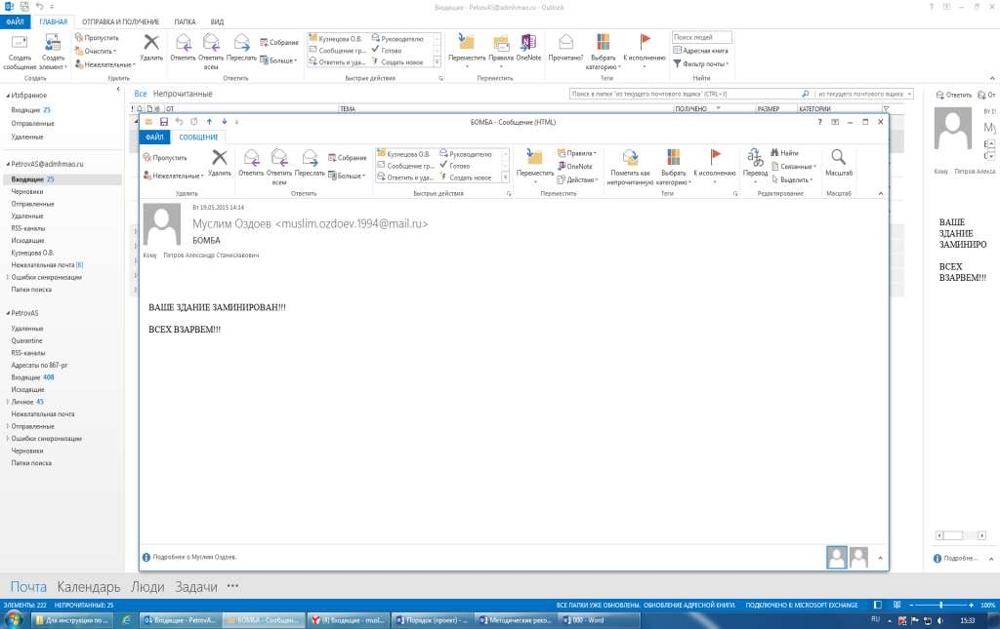 Входящие - PetrovAS@admhmao.ru - Outlook
ФАЙЛ ГЛАВНАЯ ОТПРАВКА И ПОЛУЧЕНИЕ ПАПКА ВИД
Создать сообщение
Создать элемент
Создать
Пропустить
Очистить
Нежелательные
Удалить
Удалить
Ответить
Ответить всем
Переслать
Собрание
Больше
Ответить
Кузнецова О.В.
Сообщение гр...
Ответить и уда...
Руководителю
Готово
Создать новое
Быстрые действия
Переместить
Правила
OneNote
Переместить
Прочитано?
Выбрать категорию
К исполнению
Теги
Поиск людей
Адресная книга
Фильтр почты
Найти
Избранное
Входящие 25
Отправленные
Удаленные
PetrovAS@admhmao.ru
Входящие 25
Черновики
Отправленные
Удаленные
RSS-каналы
Исходящие
Кузнецова О.В.
Нежелательная почта [8]
Ошибки синхронизации
Папки поиска
PetrovAS
Удаленные
Quarantine
RSS-каналы
Адресаты по 867-рг
Входящие 408
Исходящие
Личное 45
Нежелательная почта
Отправленные
Ошибки синхронизации
Черновики
Папки поиска
Все Непрочитанные
Поиск в папке "из текущего почтового ящика" (CTRL+У)
из текущего почтового ящика
ОТ ТЕМА ПОЛУЧЕНО РАЗМЕР КАТЕГОРИИ
БОМБА - Сообщение (HTML)
ФАЙЛ СООБЩЕНИЕ
Пропустить
Нежелательные
Удалить
Удалить
Ответить
Ответить всем
Переслать
Собрание
Больше
Ответить
Кузнецова О.В.
Сообщение гр...
Ответить и уда...
Руководителю
Готово
Создать новое
Быстрые действия
Переместить
Правила
OneNote
Действия
Переместить
Пометить как непрочитанную
Выбрать категорию
К исполнению
Теги
Перевод
Найти
Связанные
Выделить
Редактирование
Масштаб
Масштаб
Вт 19.05.2015 14:14
Муслим Оздоев <muslim.ozdoev.1994@mail.ru>
БОМБА
Кому Петров Александр Станиславович
ВАШЕ ЗДАНИЕ ЗАМИНИРОВАН!!!
ВСЕХ ВЗАРВЕМ!!!
Подробнее о Муслим Оздоев.
Ответить От
Вт 19
Кому Петров Алекса
ВАШЕ
ЗДАНИЕ
ЗАМИНИРО
ВСЕХ
ВЗАРВЕМ!!!
Подробне...
Почта Календарь Люди Задачи •••
ЭЛЕМЕНТЫ: 222 НЕПРОЧИТАННЫЕ: 25
ВСЕ ПАПКИ УЖЕ ОБНОВЛЕНЫ. ОБНОВЛЕНИЕ АДРЕСНОЙ КНИГИ. ПОДКЛЮЧЕНО К: MICROSOFT EXCHANGE 100%
Для инструкции по ...
Входящие - PetrovA...
БОМБА - Сообщен...
(4) Входящие - musl...
Порядок (проект) - ...
Методические реко...
000 - Word
RU 15:33